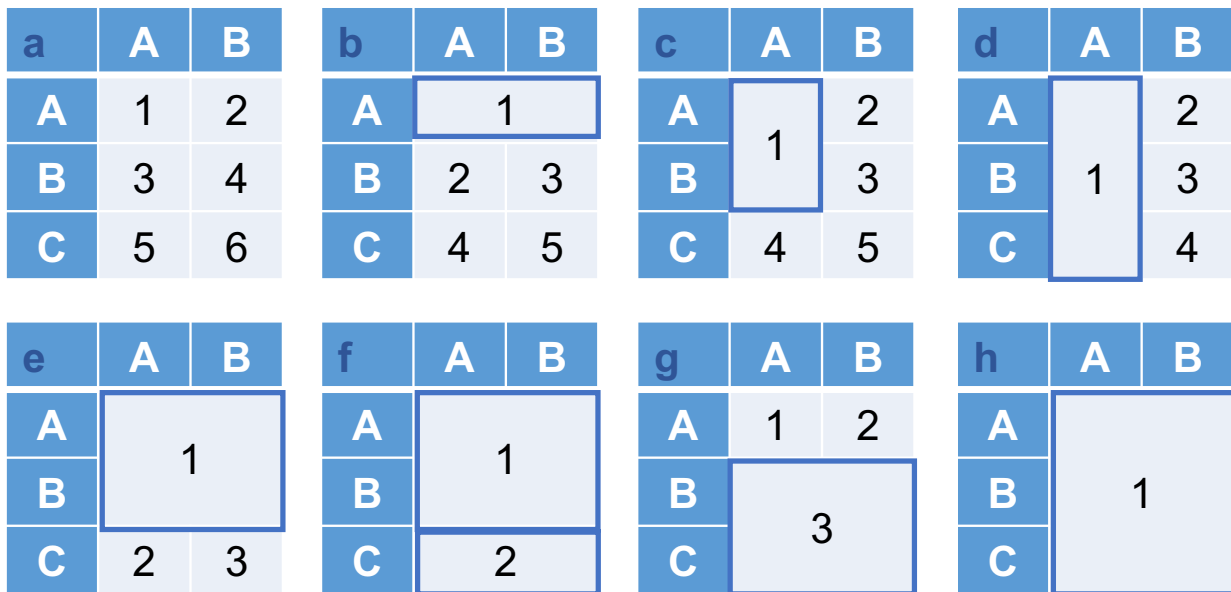 a A B b A B c A B d A B
A 1 2 A 1 A 1 2 A 1 2
B 3 4 B 2 3 B 3 B 3
C 5 6 C 4 5 C 4 5 C 4
e A B f A B g A B h A B
A 1 A 1 A 1 2 A 1
B B B 3 B
C 2 3 C 2 C C